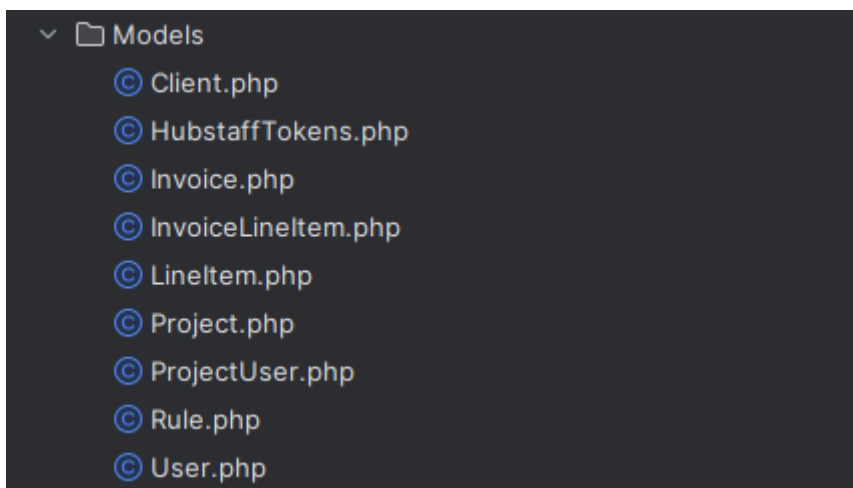 Models
Client.php
HubstaffTokens.php
Invoice.php
InvoiceLineItem.php
LineItem.php
Project.php
ProjectUser.php
Rule.php
User.php